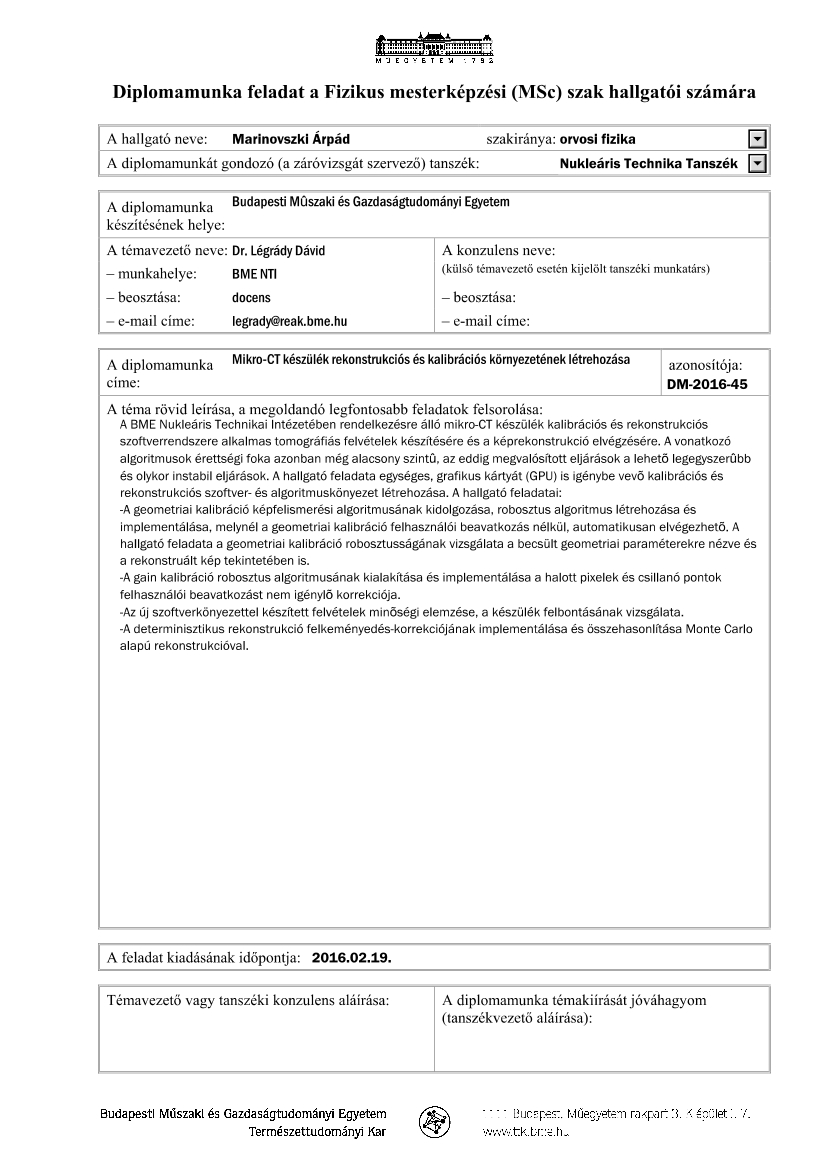 MŰEGYETEM 1782
Diplomamunka feladat a Fizikus mesterképzési (MSc) szak hallgatói számára
A hallgató neve: Marinovszki Árpád szakiránya: orvosi fizika
A diplomamunkát gondozó (a záróvizsgát szervező) tanszék: Nukleáris Technika Tanszék
A diplomamunka készítésének helye: Budapesti Mûszaki és Gazdaságtudományi Egyetem
A témavezető neve: Dr. Légrády Dávid
– munkahelye: BME NTI
– beosztása: docens
– e-mail címe: legrady@reak.bme.hu
A konzulens neve:
(külső témavezető esetén kijelölt tanszéki munkatárs)
– beosztása:
– e-mail címe:
A diplomamunka címe: Mikro-CT készülék rekonstrukciós és kalibrációs környezetének létrehozása
azonosítója:
DM-2016-45
A téma rövid leírása, a megoldandó legfontosabb feladatok felsorolása:
A BME Nukleáris Technikai Intézetében rendelkezésre álló mikro-CT készülék kalibrációs és rekonstrukciós
szoftverrendszere alkalmas tomográfiás felvételek készítésére és a képrekonstrukció elvégzésére. A vonatkozó
algoritmusok érettségi foka azonban még alacsony szintû, az eddig megvalósított eljárások a lehetõ legegyszerûbb
és olykor instabil eljárások. A hallgató feladata egységes, grafikus kártyát (GPU) is igénybe vevõ kalibrációs és
rekonstrukciós szoftver- és algoritmuskönyezet létrehozása. A hallgató feladatai:
-A geometriai kalibráció képfelismerési algoritmusának kidolgozása, robosztus algoritmus létrehozása és
implementálása, melynél a geometriai kalibráció felhasználói beavatkozás nélkül, automatikusan elvégezhetõ. A
hallgató feladata a geometriai kalibráció robosztusságának vizsgálata a becsült geometriai paraméterekre nézve és
a rekonstruált kép tekintetében is.
-A gain kalibráció robosztus algoritmusának kialakítása és implementálása a halott pixelek és csillanó pontok
felhasználói beavatkozást nem igénylõ korrekciója.
-Az új szoftverkönyezettel készített felvételek minõségi elemzése, a készülék felbontásának vizsgálata.
-A determinisztikus rekonstrukció felkeményedés-korrekciójának implementálása és összehasonlítása Monte Carlo
alapú rekonstrukcióval.
A feladat kiadásának időpontja: 2016.02.19.
Témavezető vagy tanszéki konzulens aláírása:
A diplomamunka témakiírását jóváhagyom
(tanszékvezető aláírása):
Budapesti Műszaki és Gazdaságtudományi Egyetem
Természettudományi Kar
1111 Budapest, Műegyetem rakpart 3. K épület I. 7.
www.ttk.bme.hu